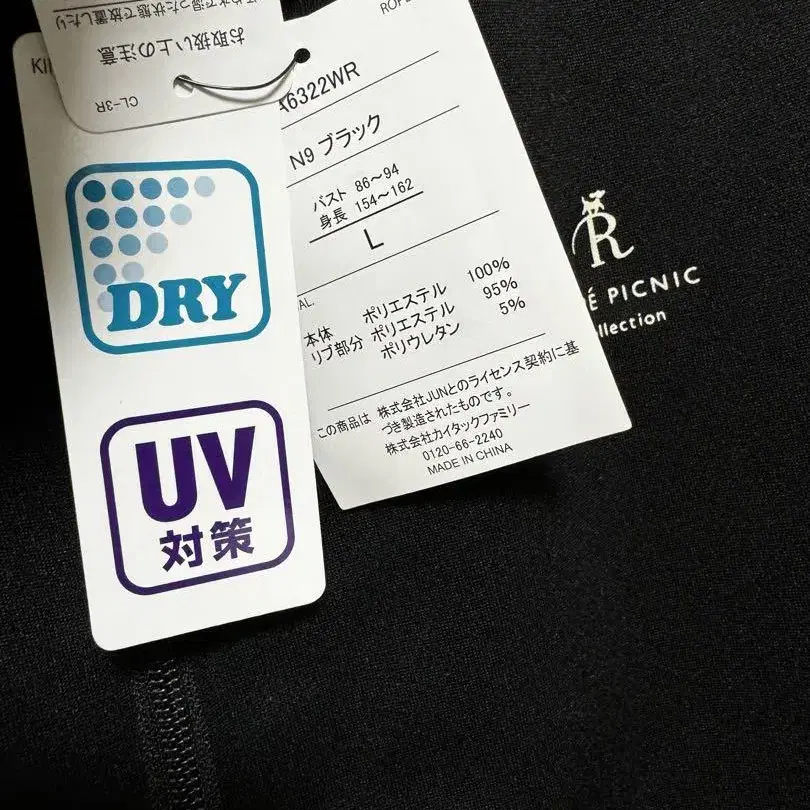 お取扱い上の注意
CL-3R
DRY
UV
対策
A6322WR
N9 ブラック
バスト 86～94
身長 154～162
L
本体 ポリエステル 100%
リブ部分 ポリエステル 95%
ポリウレタン 5%
この商品は 株式会社JUNとのライセンス契約に基
づき製造されたものです。
株式会社カイタックファミリー
0120-66-2240
MADE IN CHINA
R
PICNIC